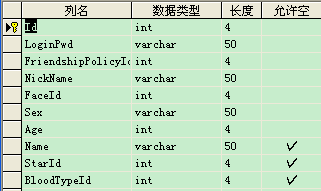 列名 数据类型 长度 允许空
Id int 4
LoginPwd varchar 50
FriendshipPolicyId int 4
NickName varchar 50
FaceId int 4
Sex varchar 50
Age int 4
Name varchar 50 ✓
StarId int 4 ✓
BloodTypeId int 4 ✓